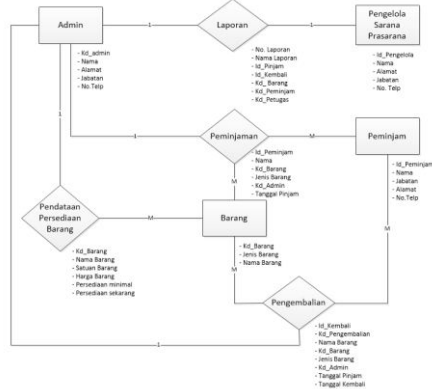 Admin
1
Laporan
1
Pengelola
Sarana
Prasarana
- Kd_admin
- Nama
- Alamat
- Jabatan
- No.Telp
- No. Laporan
- Nama Laporan
- Id_Pinjam
- Id_Kembali
- Kd_ Barang
- Kd_Peminjam
- Kd_Petugas
- Id_Pengelola
- Nama
- Alamat
- Jabatan
- No. Telp
1
1
Peminjaman
M
Peminjam
- Id_Peminjam
- Nama
- Kd_Barang
- Jenis Barang
- Kd_Admin
- Tanggal Pinjam
- Id_Peminjam
- Nama
- Jabatan
- Alamat
- No.Telp
M
Pendataan
Persediaan
Barang
M
Barang
M
- Kd_Barang
- Nama Barang
- Satuan Barang
- Harga Barang
- Persediaan minimal
- Persediaan sekarang
- Kd_Barang
- Jenis Barang
- Nama Barang
M
Pengembalian
M
1
- Id_Kembali
- Kd_Pengembalian
- Nama Barang
- Kd_Barang
- Jenis Barang
- Kd_Admin
- Tanggal Pinjam
- Tanggal Kembali